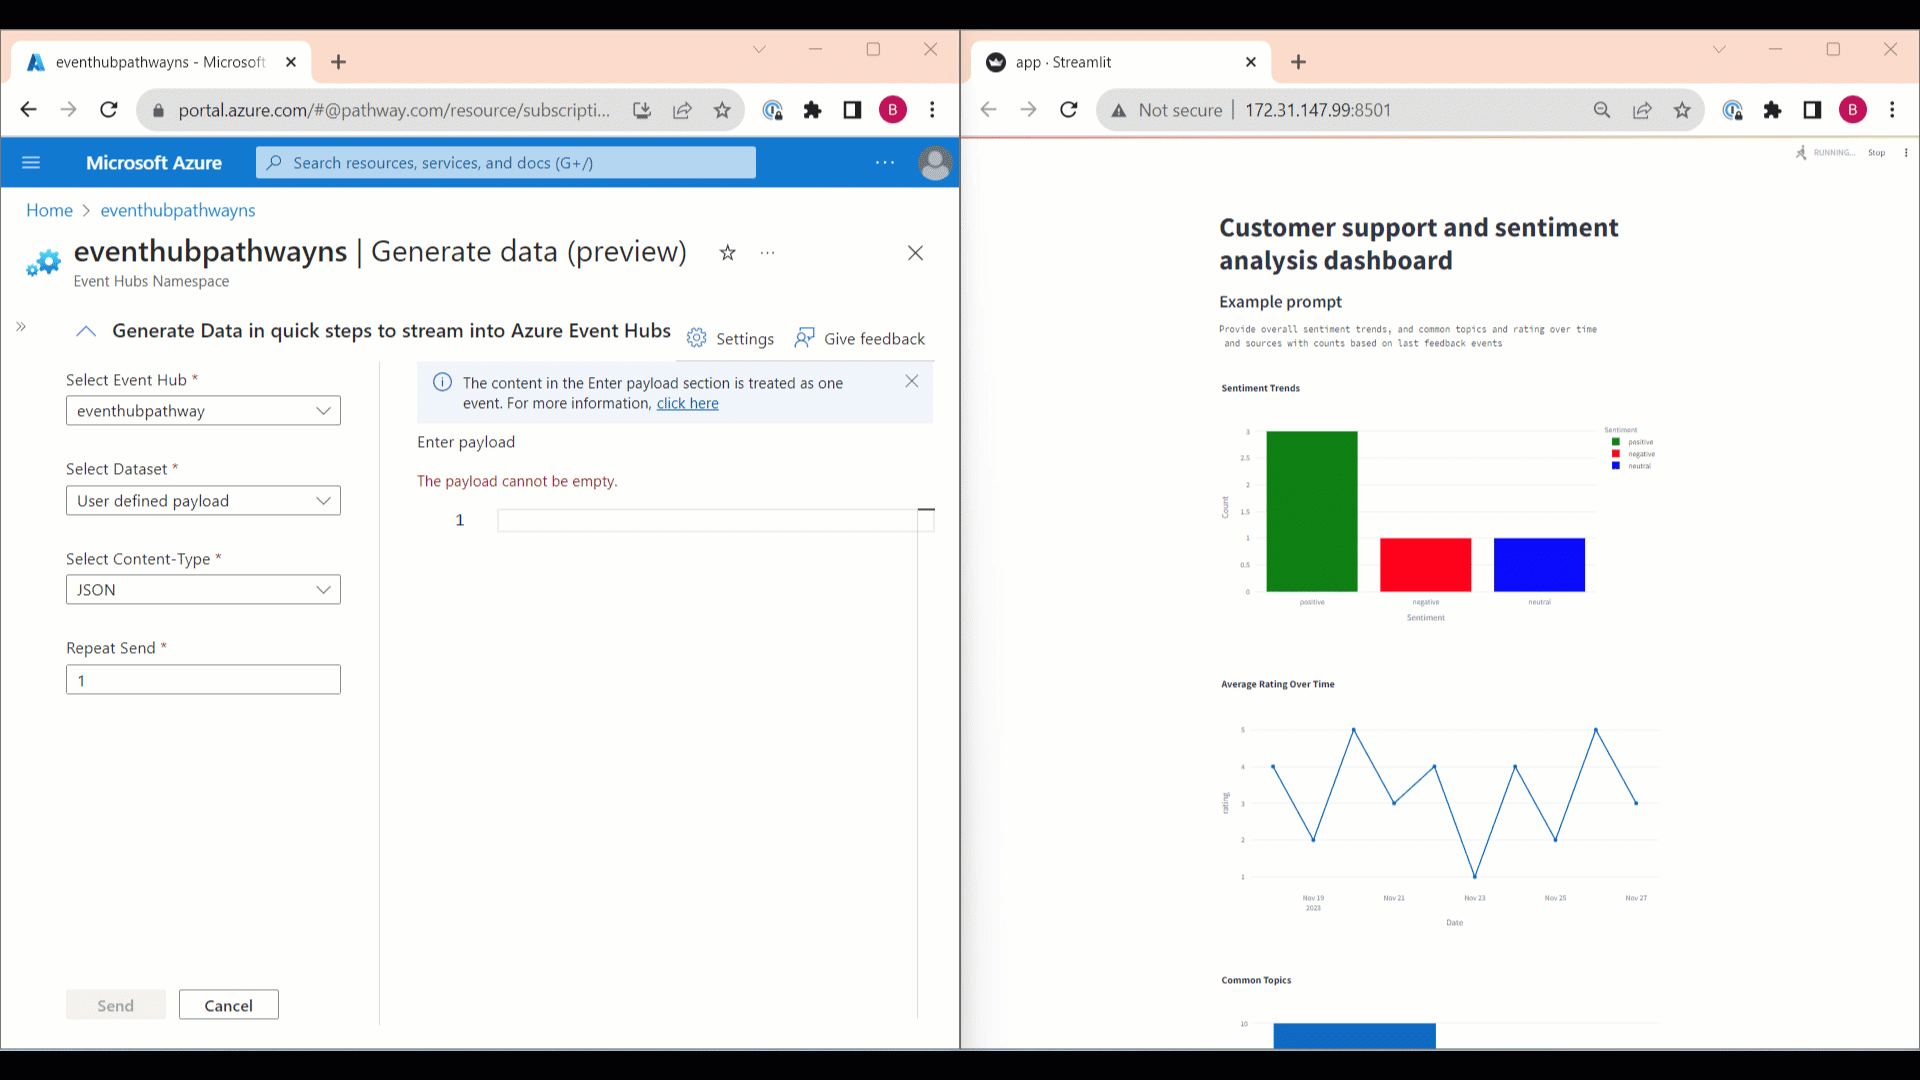 eventhubpathwayns - Microsoft
portal.azure.com/#@pathway.com/resource/subscripti...
B
Microsoft Azure
Search resources, services, and docs (G+/)
Home > eventhubpathwayns
eventhubpathwayns | Generate data (preview)
Event Hubs Namespace
Generate Data in quick steps to stream into Azure Event Hubs
Settings
Give feedback
Select Event Hub *
eventhubpathway
Select Dataset *
User defined payload
Select Content-Type *
JSON
Repeat Send *
1
Send
Cancel
The content in the Enter payload section is treated as one
event. For more information, click here
Enter payload
The payload cannot be empty.
1
app · Streamlit
Not secure | 172.31.147.99:8501
B
RUNNING...
Stop
Customer support and sentiment
analysis dashboard
Example prompt
Provide overall sentiment trends, and common topics and rating over time
and sources with counts based on last feedback events
Sentiment Trends
3
2.5
2
1.5
1
0.5
0
Count
positive
negative
neutral
Sentiment
Sentiment
positive
negative
neutral
Average Rating Over Time
5
4
3
2
1
rating
Nov 19
2023
Nov 21
Nov 23
Nov 25
Nov 27
Date
Common Topics
10